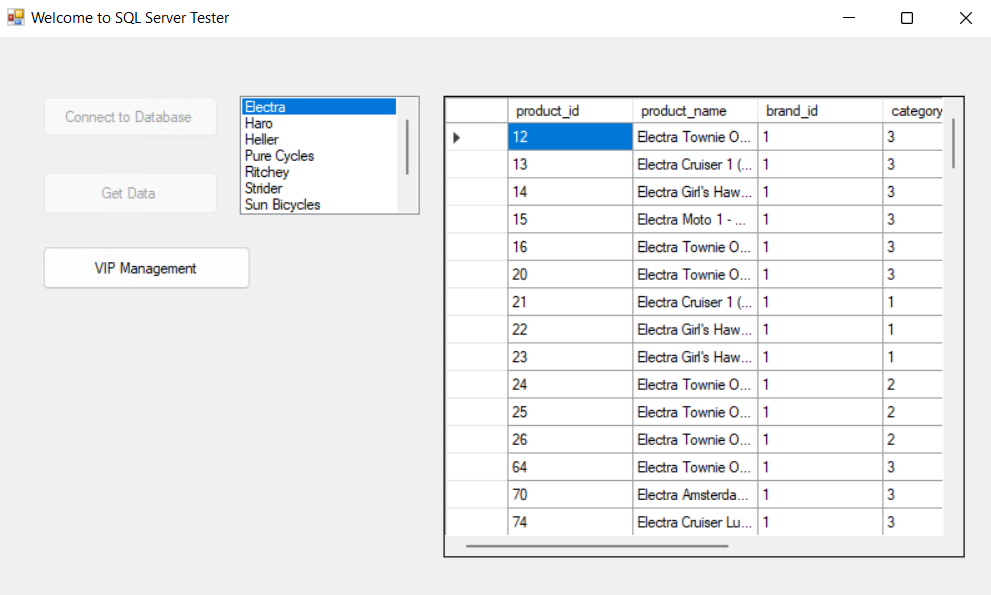 Welcome to SQL Server Tester
Connect to Database
Get Data
VIP Management
Electra
Haro
Heller
Pure Cycles
Ritchey
Strider
Sun Bicycles
product_id product_name brand_id category
12 Electra Townie O... 1 3
13 Electra Cruiser 1 (... 1 3
14 Electra Girl's Haw... 1 3
15 Electra Moto 1 - ... 1 3
16 Electra Townie O... 1 3
20 Electra Townie O... 1 3
21 Electra Cruiser 1 (... 1 1
22 Electra Girl's Haw... 1 1
23 Electra Girl's Haw... 1 1
24 Electra Townie O... 1 2
25 Electra Townie O... 1 2
26 Electra Townie O... 1 2
64 Electra Townie O... 1 3
70 Electra Amsterda... 1 3
74 Electra Cruiser Lu... 1 3